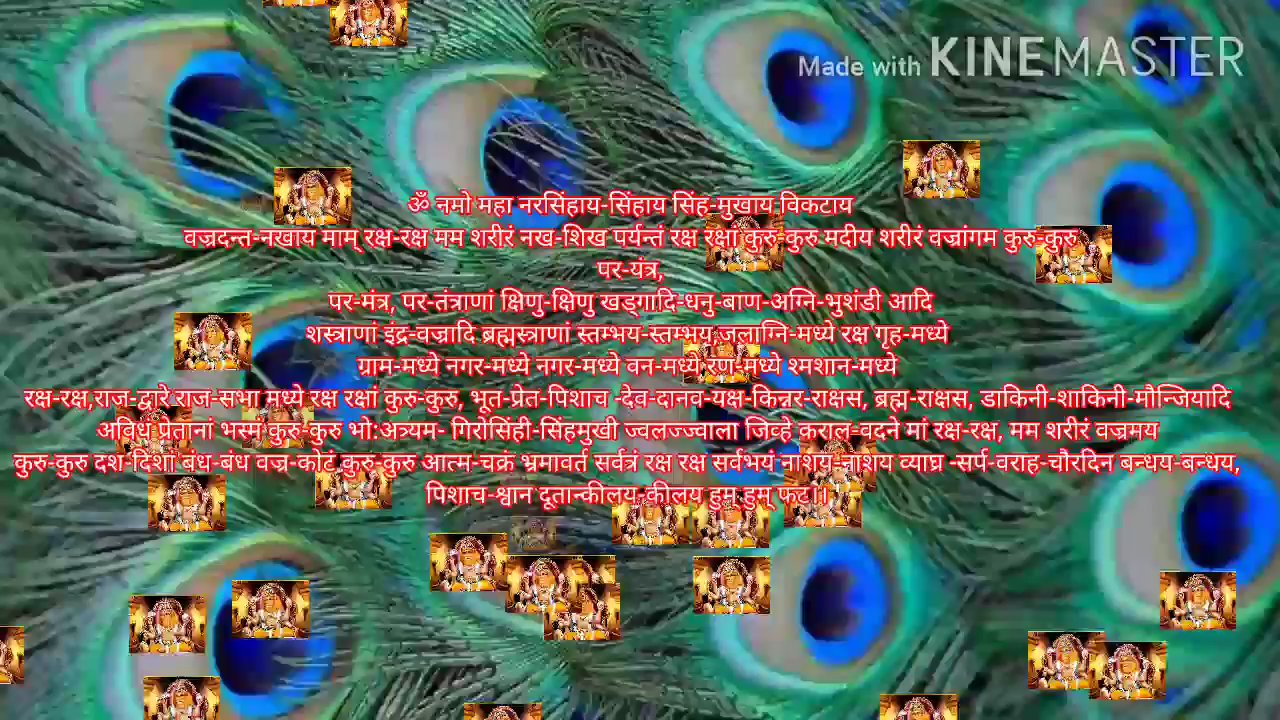 Made with KINEMASTER
ॐ नमो महा नरसिंहाय-सिंहाय सिंह-मुखाय विकटाय
वज्रदन्त-नखाय माम् रक्ष-रक्ष मम शरीरं नख-शिख पर्यन्तं रक्ष रक्षां कुरु-कुरु मदीय शरीरं वज्रांगम कुरु-कुरु
पर-यंत्र,
पर-मंत्र, पर-तंत्राणां क्षिणु-क्षिणु खड्गादि-धनु-बाण-अग्नि-भुशंडी आदि
शस्त्राणां इंद्र-वज्रादि ब्रह्मस्त्राणां स्तम्भय-स्तम्भय,जलाग्नि-मध्ये रक्ष गृह-मध्ये
ग्राम-मध्ये नगर-मध्ये नगर-मध्ये वन-मध्ये रण-मध्ये श्मशान-मध्ये
रक्ष-रक्ष,राज-द्वारे राज-सभा मध्ये रक्ष रक्षां कुरु-कुरु, भूत-प्रेत-पिशाच -देव-दानव-यक्ष-किन्नर-राक्षस, ब्रह्म-राक्षस, डाकिनी-शाकिनी-मौन्जियादि
अविधं प्रेतानां भस्मं कुरु-कुरु भो:अत्र्यम- गिरोसिंही-सिंहमुखी ज्वलज्ज्वाला जिव्हे कराल-वदने मां रक्ष-रक्ष, मम शरीरं वज्रमय
कुरु-कुरु दश-दिशां बंध-बंध वज्र-कोटं कुरु-कुरु आत्म-चक्रं भ्रमावर्त सर्वत्रं रक्ष रक्ष सर्वभयं नाशय-नाशय व्याघ्र -सर्प-वराह-चौरदिन बन्धय-बन्धय,
पिशाच-श्वान दूतान्कीलय-कीलय हुम् हुम् फट।।